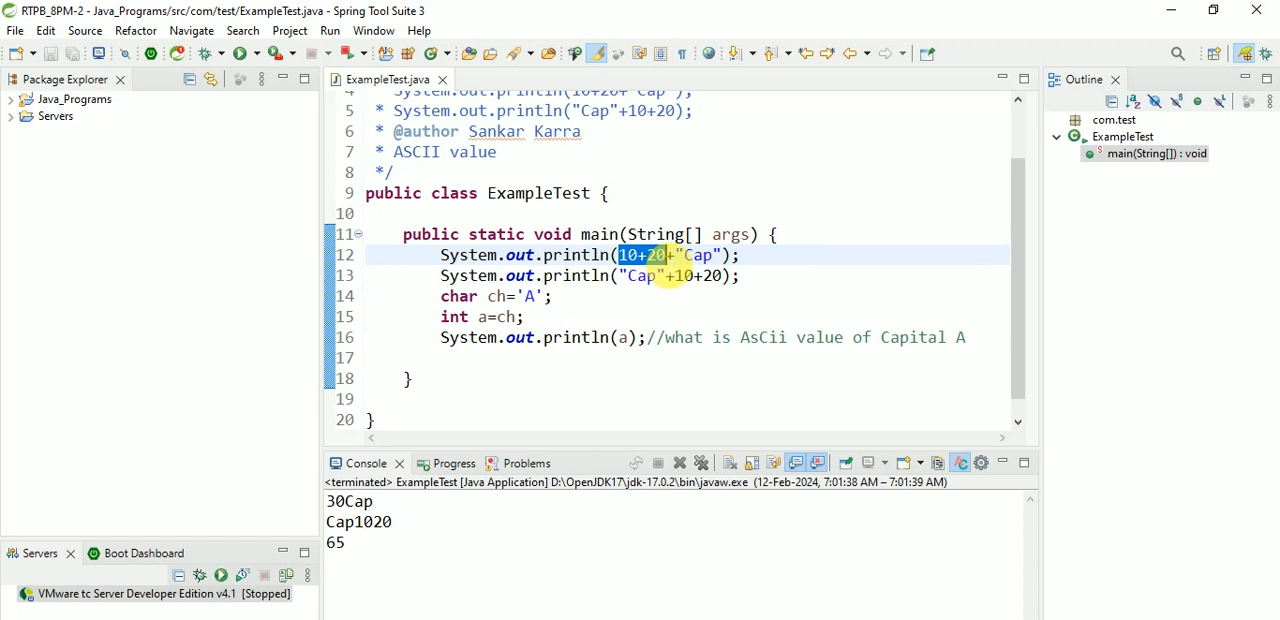 RTPB_8PM-2 - Java_Programs/src/com/test/ExampleTest.java - Spring Tool Suite 3
File Edit Source Refactor Navigate Search Project Run Window Help
Package Explorer
Java_Programs
Servers
ExampleTest.java
4 * System.out.println(10+20+"Cap");
5 * System.out.println("Cap"+10+20);
6 * @author Sankar Karra
7 * ASCII value
8 */
9 public class ExampleTest {
10
11 public static void main(String[] args) {
12 System.out.println(10+20+"Cap");
13 System.out.println("Cap"+10+20);
14 char ch='A';
15 int a=ch;
16 System.out.println(a);//what is AsCii value of Capital A
17
18 }
19
20 }
Outline
com.test
ExampleTest
main(String[]) : void
Console Progress Problems
<terminated> ExampleTest [Java Application] D:\OpenJDK17\jdk-17.0.2\bin\javaw.exe (12-Feb-2024, 7:01:38 AM – 7:01:39 AM)
30Cap
Cap1020
65
Servers Boot Dashboard
VMware tc Server Developer Edition v4.1 [Stopped]